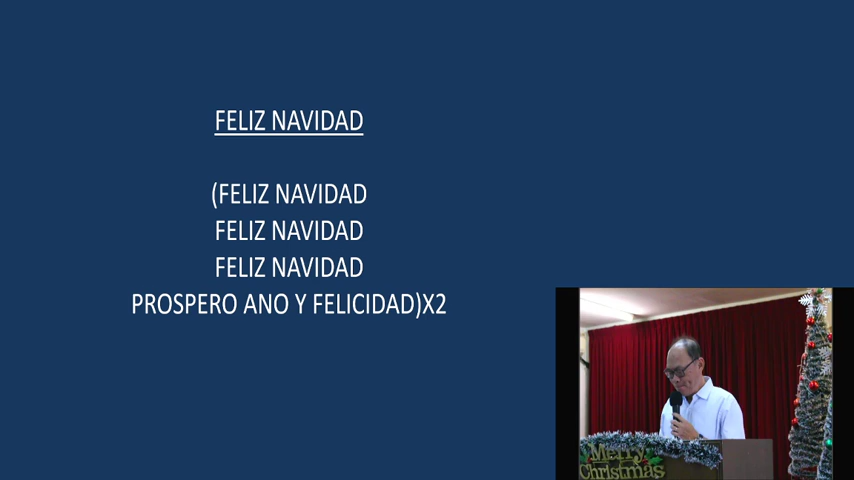 FELIZ NAVIDAD
(FELIZ NAVIDAD
FELIZ NAVIDAD
FELIZ NAVIDAD
PROSPERO ANO Y FELICIDAD)X2
Merry
Christmas